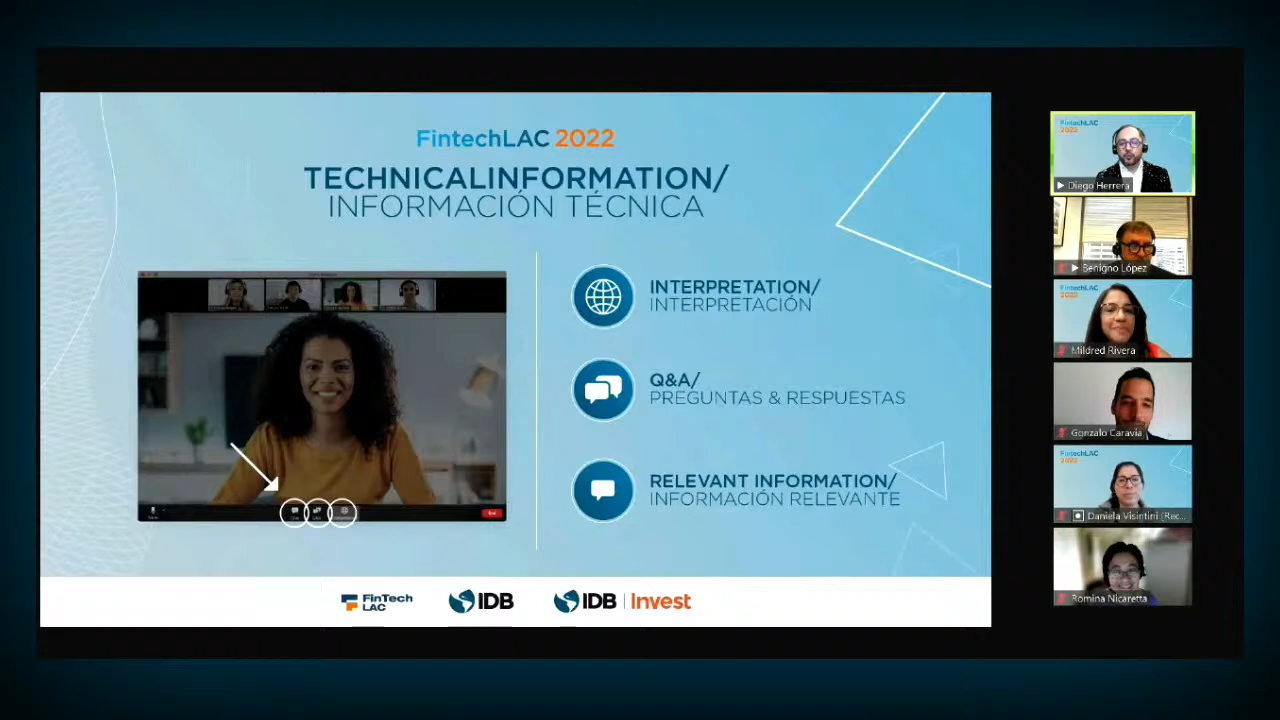 FintechLAC 2022
TECHNICALINFORMATION/
INFORMACIÓN TÉCNICA
INTERPRETATION/
INTERPRETACIÓN
Q&A/
PREGUNTAS & RESPUESTAS
RELEVANT INFORMATION/
INFORMACIÓN RELEVANTE
FinTech
LAC
IDB
IDB Invest
FintechLAC
2022
Diego Herrera
Benigno López
FintechLAC
2022
Mildred Rivera
Gonzalo Caravia
FintechLAC
2022
Daniela Visintini (Rec...
Romina Nicaretta